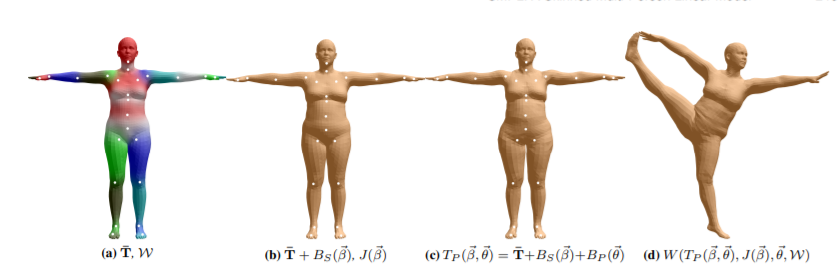 (a) T̄, 𝒲
(b) T̄ + B_S(β⃗), J(β⃗)
(c) T_P(β⃗, θ⃗) = T̄+B_S(β⃗)+B_P(θ⃗)
(d) W(T_P(β⃗, θ⃗), J(β⃗), θ⃗, 𝒲)